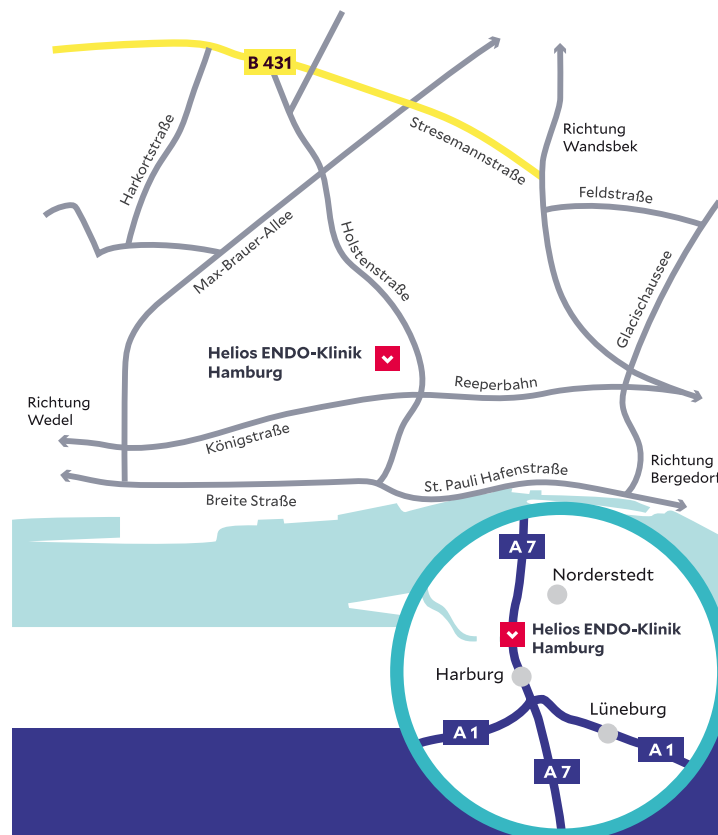 B 431
Stresemannstraße
Richtung
Wandsbek
Harkortstraße
Feldstraße
Max-Brauer-Allee
Holstenstraße
Glacischaussee
Helios ENDO-Klinik
Hamburg
Reeperbahn
Richtung
Wedel
Königstraße
St. Pauli Hafenstraße
Richtung
Bergedorf
Breite Straße
A 7
Norderstedt
Helios ENDO-Klinik
Hamburg
Harburg
Lüneburg
A 1
A 1
A 7